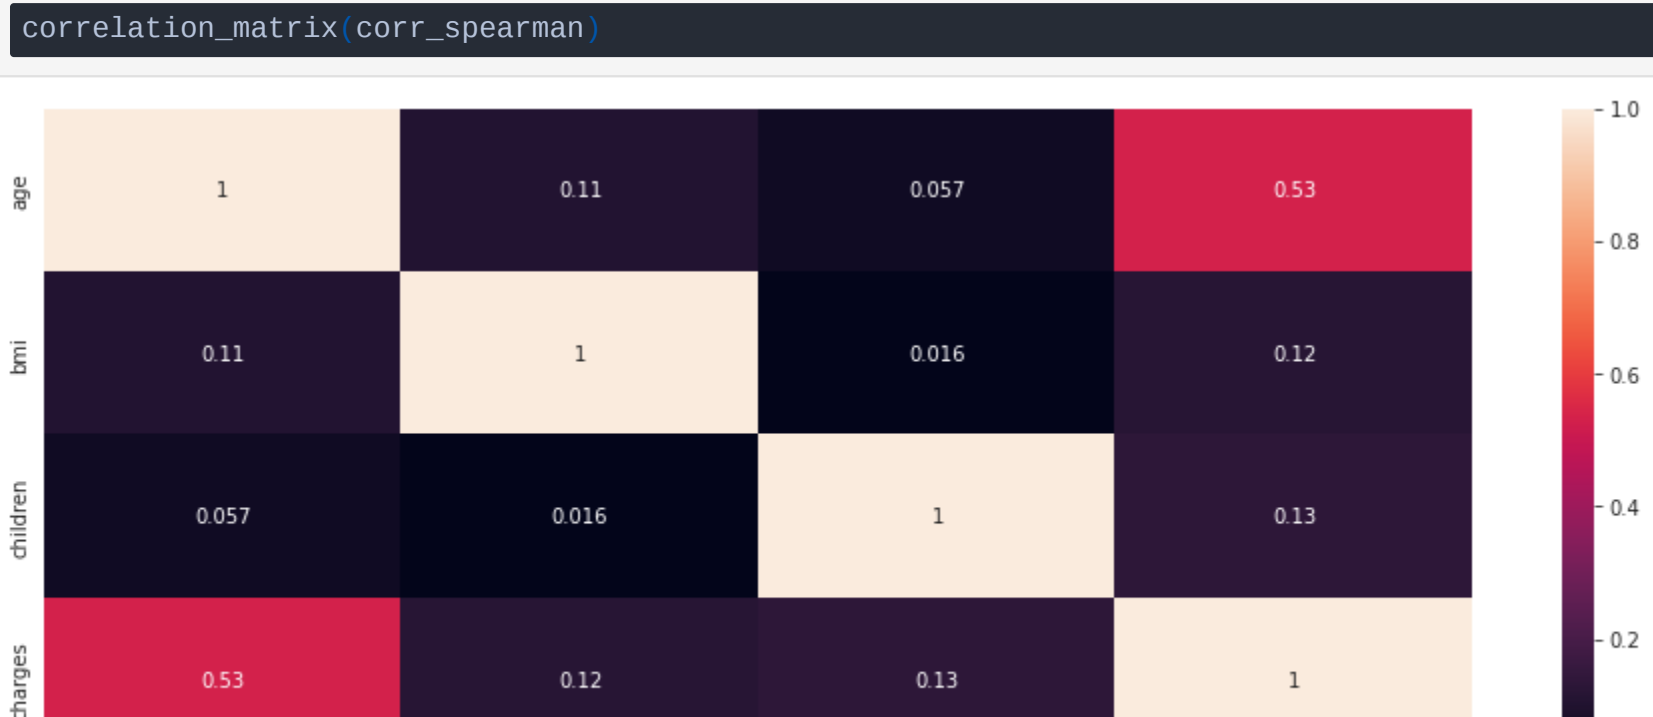 correlation_matrix(corr_spearman)
1.0
age 1 0.11 0.057 0.53
0.8
bmi 0.11 1 0.016 0.12
0.6
children 0.057 0.016 1 0.13
0.4
0.2
charges 0.53 0.12 0.13 1